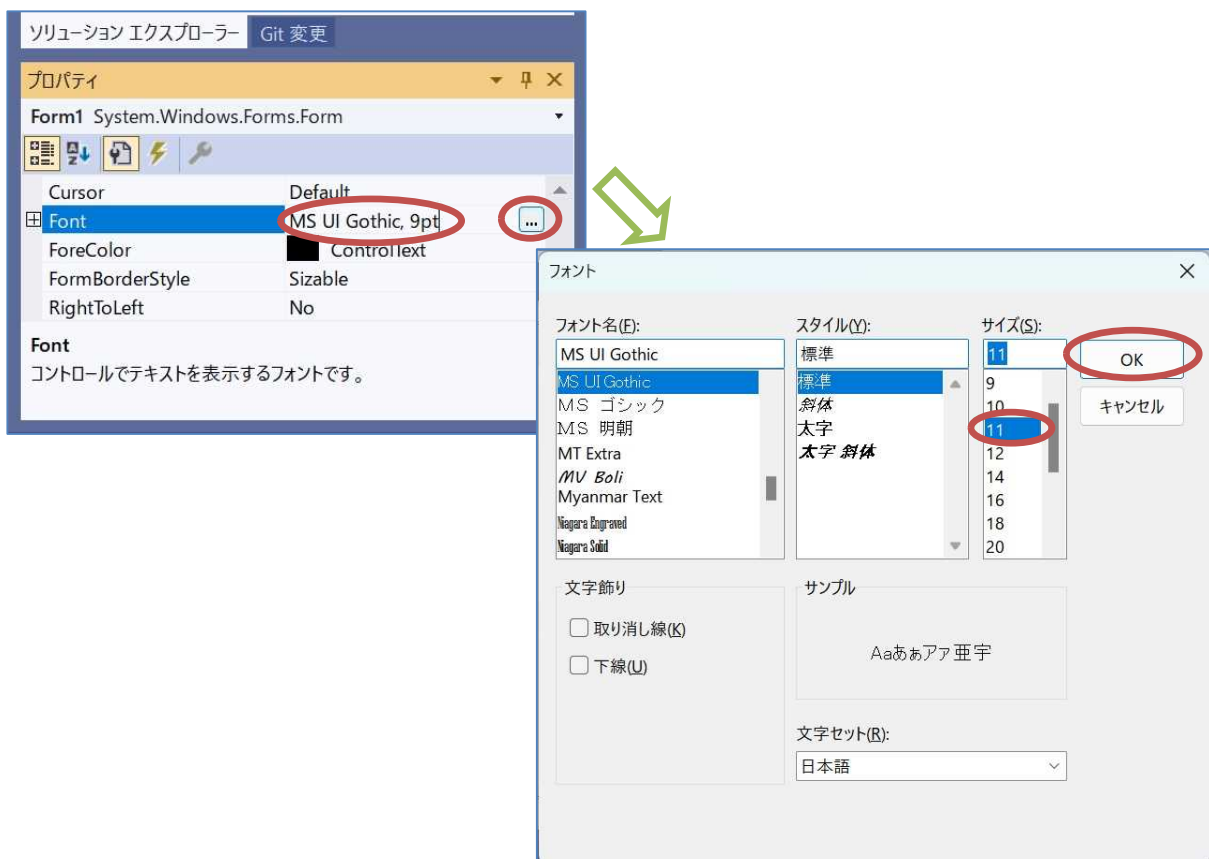 ソリューション エクスプローラー Git 変更
プロパティ
Form1 System.Windows.Forms.Form
Cursor Default
Font MS UI Gothic, 9pt ...
ForeColor ControlText
FormBorderStyle Sizable
RightToLeft No
Font
コントロールでテキストを表示するフォントです。
フォント
フォント名(F): スタイル(Y): サイズ(S):
MS UI Gothic 標準 11 OK
MS UI Gothic 標準 9
MS ゴシック 斜体 10 キャンセル
MS 明朝 太字 11
MT Extra 太字 斜体 12
MV Boli 14
Myanmar Text 16
Niagara Engraved 18
Niagara Solid 20
文字飾り サンプル
取り消し線(K)
Aaあぁアァ亜宇
下線(U)
文字セット(R):
日本語